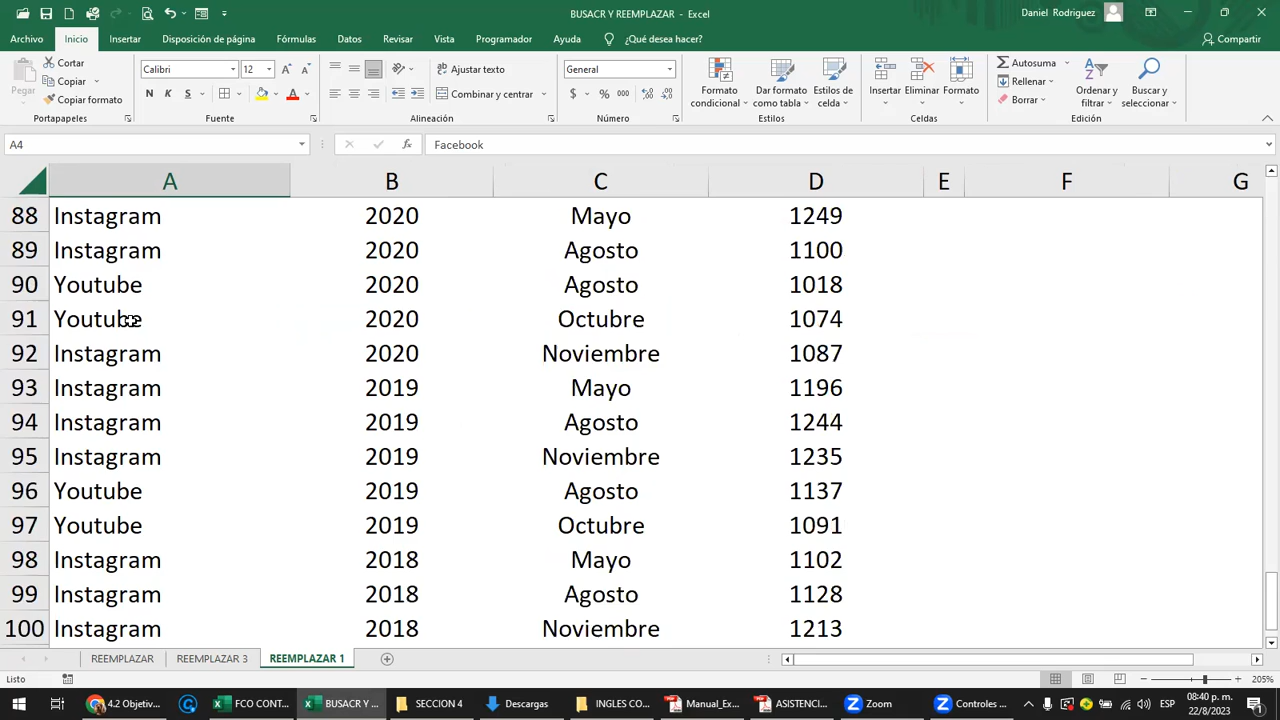 BUSACR Y REEMPLAZAR - Excel
Daniel Rodriguez
Archivo Inicio Insertar Disposición de página Fórmulas Datos Revisar Vista Programador Ayuda ¿Qué desea hacer? Compartir
Pegar
Cortar
Copiar
Copiar formato
Portapapeles
Calibri 12
N K S
Fuente
Ajustar texto
Combinar y centrar
Alineación
General
$ % 000
Número
Formato condicional
Dar formato como tabla
Estilos de celda
Estilos
Insertar Eliminar Formato
Celdas
Autosuma
Rellenar
Borrar
Ordenar y filtrar
Buscar y seleccionar
Edición
A4 fx Facebook
A B C D E F G
88 Instagram 2020 Mayo 1249
89 Instagram 2020 Agosto 1100
90 Youtube 2020 Agosto 1018
91 Youtube 2020 Octubre 1074
92 Instagram 2020 Noviembre 1087
93 Instagram 2019 Mayo 1196
94 Instagram 2019 Agosto 1244
95 Instagram 2019 Noviembre 1235
96 Youtube 2019 Agosto 1137
97 Youtube 2019 Octubre 1091
98 Instagram 2018 Mayo 1102
99 Instagram 2018 Agosto 1128
100 Instagram 2018 Noviembre 1213
REEMPLAZAR REEMPLAZAR 3 REEMPLAZAR 1
Listo 205%
4.2 Objetiv... FCO CONT... BUSACR Y ... SECCION 4 Descargas INGLES CO... Manual_Ex... ASISTENCI... Zoom Controles ... ESP
08:40 p. m.
22/8/2023